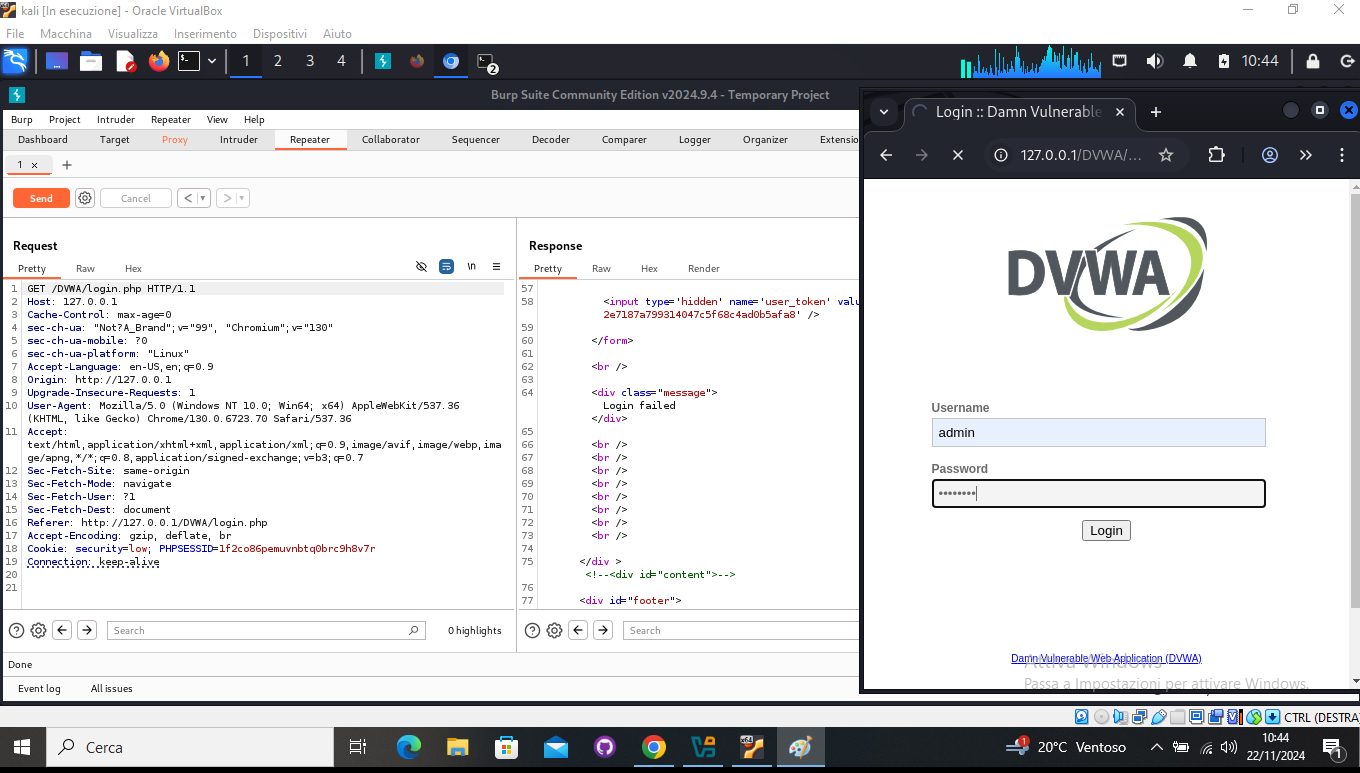 kali [In esecuzione] - Oracle VirtualBox
File Macchina Visualizza Inserimento Dispositivi Aiuto
1 2 3 4 2 10:44
Burp Suite Community Edition v2024.9.4 - Temporary Project
Burp Project Intruder Repeater View Help
Dashboard Target Proxy Intruder Repeater Collaborator Sequencer Decoder Comparer Logger Organizer Extensio
1 × +
Send Cancel < >
Request
Pretty Raw Hex \n
1 GET /DVWA/login.php HTTP/1.1
2 Host: 127.0.0.1
3 Cache-Control: max-age=0
4 sec-ch-ua: "Not?A_Brand";v="99", "Chromium";v="130"
5 sec-ch-ua-mobile: ?0
6 sec-ch-ua-platform: "Linux"
7 Accept-Language: en-US,en;q=0.9
8 Origin: http://127.0.0.1
9 Upgrade-Insecure-Requests: 1
10 User-Agent: Mozilla/5.0 (Windows NT 10.0; Win64; x64) AppleWebKit/537.36
(KHTML, like Gecko) Chrome/130.0.6723.70 Safari/537.36
11 Accept:
text/html,application/xhtml+xml,application/xml;q=0.9,image/avif,image/webp,ima
ge/apng,*/*;q=0.8,application/signed-exchange;v=b3;q=0.7
12 Sec-Fetch-Site: same-origin
13 Sec-Fetch-Mode: navigate
14 Sec-Fetch-User: ?1
15 Sec-Fetch-Dest: document
16 Referer: http://127.0.0.1/DVWA/login.php
17 Accept-Encoding: gzip, deflate, br
18 Cookie: security=low; PHPSESSID=1f2co86pemuvnbtq0brc9h8v7r
19 Connection: keep-alive
20
21
Search 0 highlights
Response
Pretty Raw Hex Render
57
58 <input type='hidden' name='user_token' valu
2e7187a799314047c5f68c4ad0b5afa8' />
59
60 </form>
61
62 <br />
63
64 <div class="message">
Login failed
</div>
65
66 <br />
67 <br />
68 <br />
69 <br />
70 <br />
71 <br />
72 <br />
73 <br />
74
75 </div >
<!--<div id="content">-->
76
77 <div id="footer">
Search
Done
Event log All issues
Login :: Damn Vulnerable × +
127.0.0.1/DVWA/...
DVWA
Username
admin
Password
••••••••
Login
Damn Vulnerable Web Application (DVWA)
Attiva Windows
Passa a Impostazioni per attivare Windows.
CTRL (DESTRA
Cerca
x64
1 20°C Ventoso
10:44
22/11/2024
1